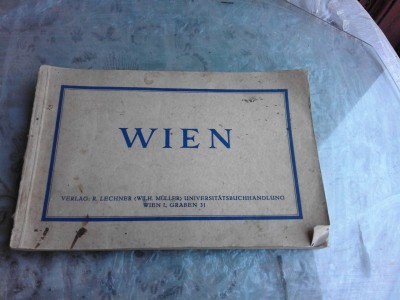 WIEN
VERLAG: R. LECHNER (WILH. MÜLLER) UNIVERSITÄTSBUCHHANDLUNG
WIEN I, GRABEN 31